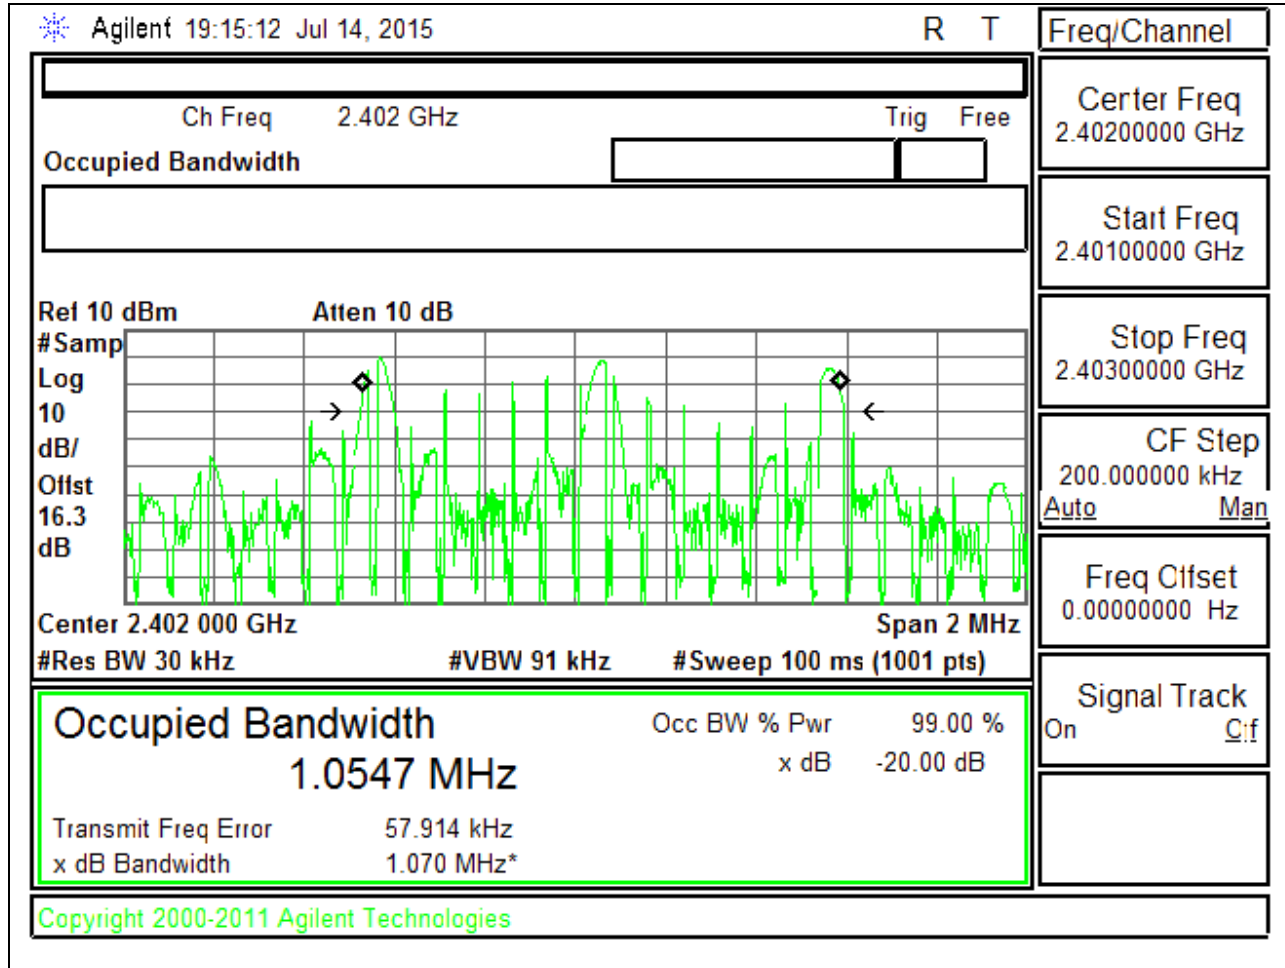 Agilent 19:15:12 Jul 14, 2015 R T
Freq/Channel
Ch Freq 2.402 GHz Trig Free
Occupied Bandwidth
Center Freq
2.40200000 GHz
Start Freq
2.40100000 GHz
Stop Freq
2.40300000 GHz
CF Step
200.000000 kHz
Auto Man
Freq Offset
0.00000000 Hz
Signal Track
On Off
Ref 10 dBm Atten 10 dB
#Samp
Log
10
dB/
Offst
16.3
dB
Center 2.402 000 GHz Span 2 MHz
#Res BW 30 kHz #VBW 91 kHz #Sweep 100 ms (1001 pts)
Occupied Bandwidth Occ BW % Pwr 99.00 %
1.0547 MHz x dB -20.00 dB
Transmit Freq Error 57.914 kHz
x dB Bandwidth 1.070 MHz*
Copyright 2000-2011 Agilent Technologies